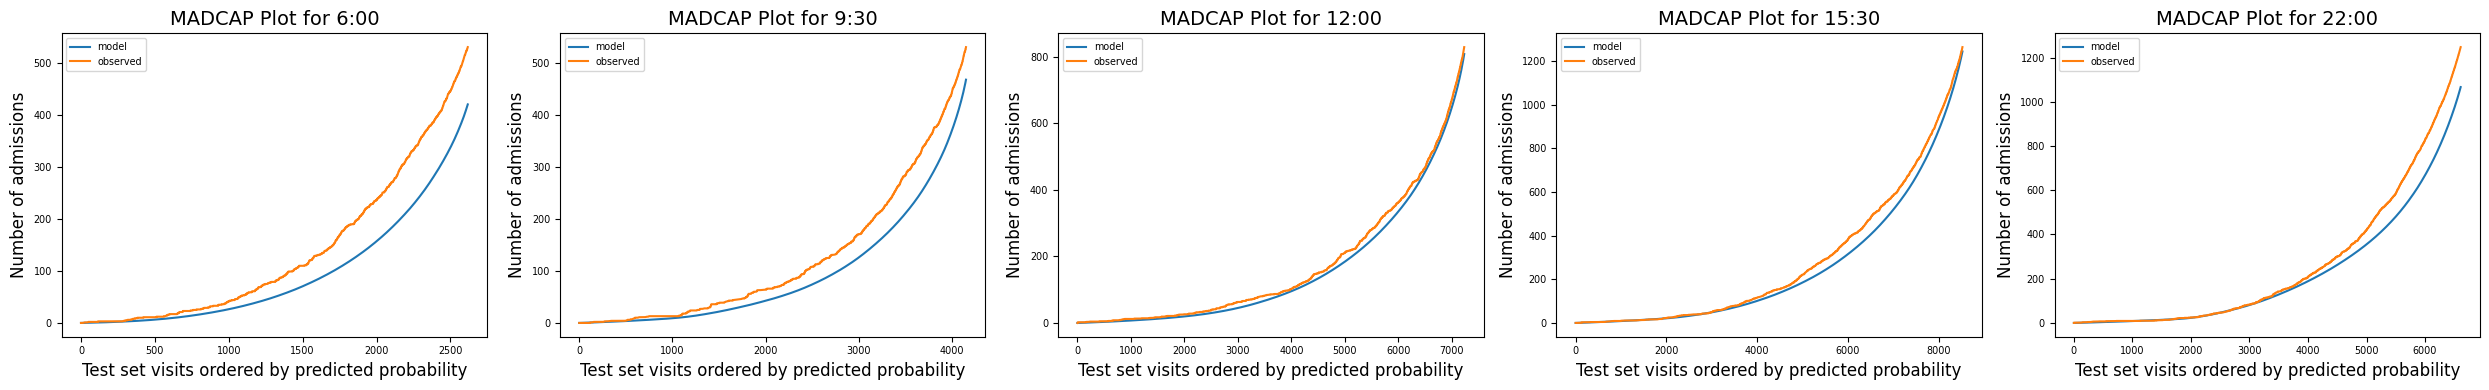 MADCAP Plot for 6:00
model
observed
Number of admissions
500
400
300
200
100
0
0 500 1000 1500 2000 2500
Test set visits ordered by predicted probability
MADCAP Plot for 9:30
model
observed
Number of admissions
500
400
300
200
100
0
0 1000 2000 3000 4000
Test set visits ordered by predicted probability
MADCAP Plot for 12:00
model
observed
Number of admissions
800
600
400
200
0
0 1000 2000 3000 4000 5000 6000 7000
Test set visits ordered by predicted probability
MADCAP Plot for 15:30
model
observed
Number of admissions
1200
1000
800
600
400
200
0
0 2000 4000 6000 8000
Test set visits ordered by predicted probability
MADCAP Plot for 22:00
model
observed
Number of admissions
1200
1000
800
600
400
200
0
0 1000 2000 3000 4000 5000 6000
Test set visits ordered by predicted probability